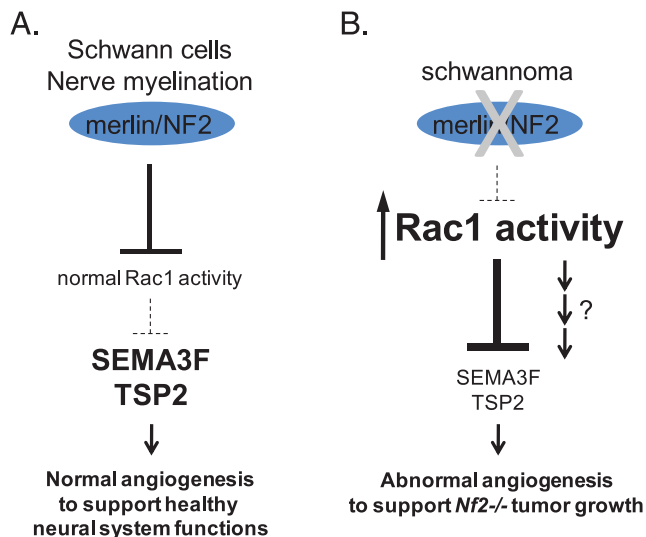 A.
Schwann cells
Nerve myelination
merlin/NF2
normal Rac1 activity
SEMA3F
TSP2
Normal angiogenesis
to support healthy
neural system functions
B.
schwannoma
merlin/NF2
Rac1 activity
?
SEMA3F
TSP2
Abnormal angiogenesis
to support Nf2-/- tumor growth